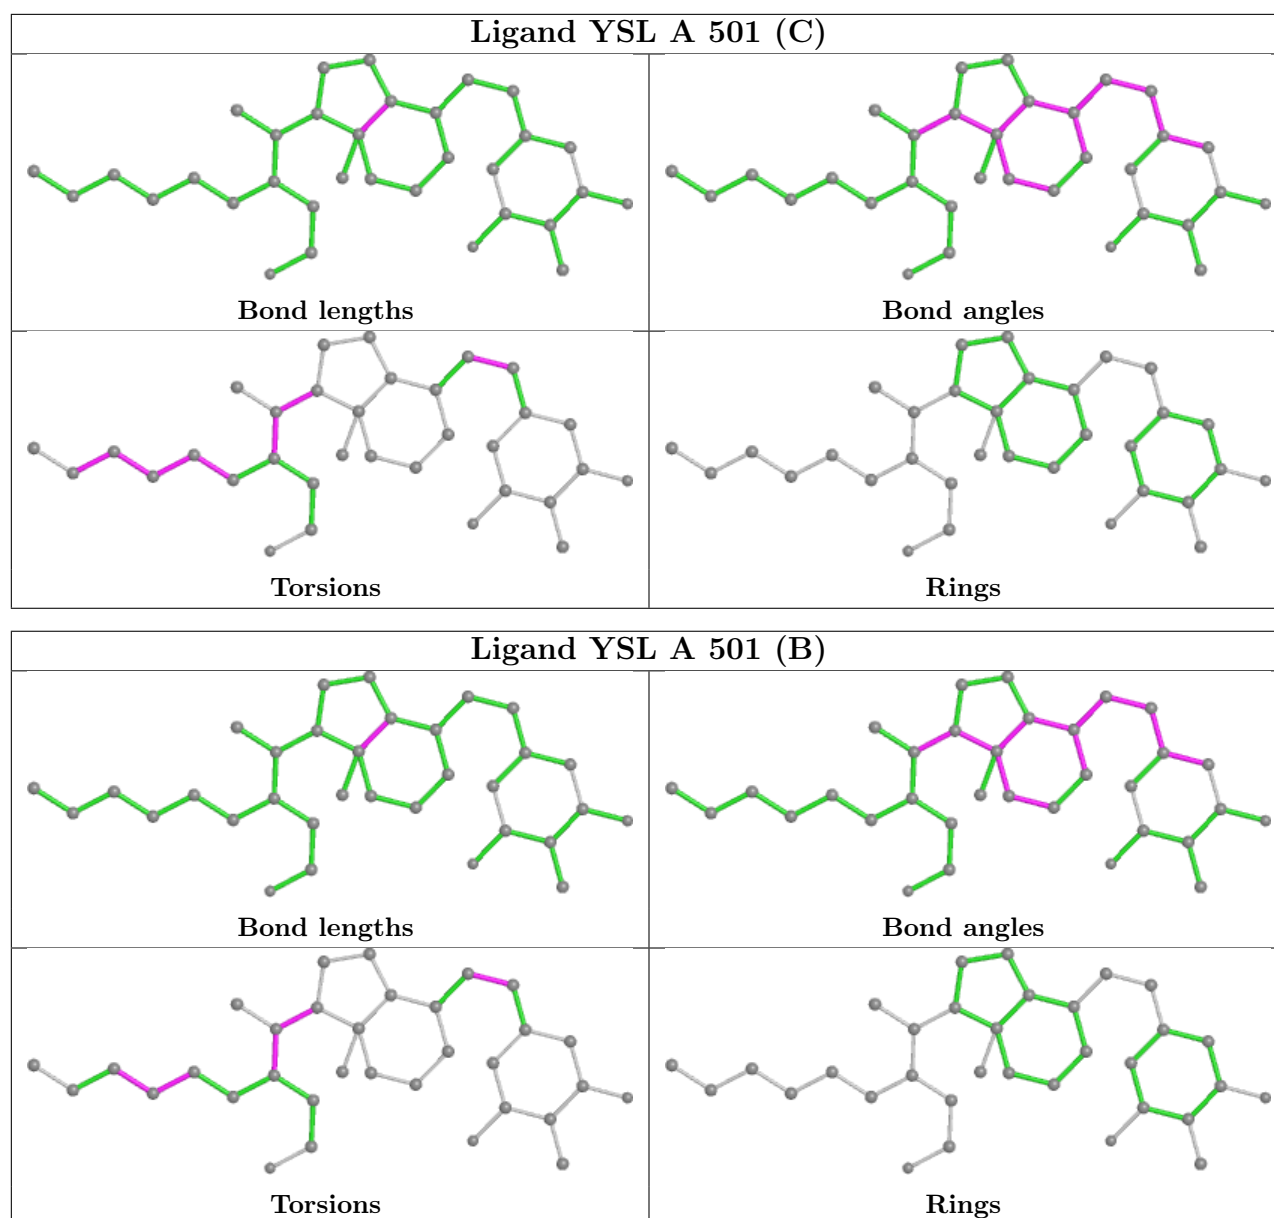 Ligand YSL A 501 (C)
Bond lengths
Bond angles
Torsions
Rings
Ligand YSL A 501 (B)
Bond lengths
Bond angles
Torsions
Rings